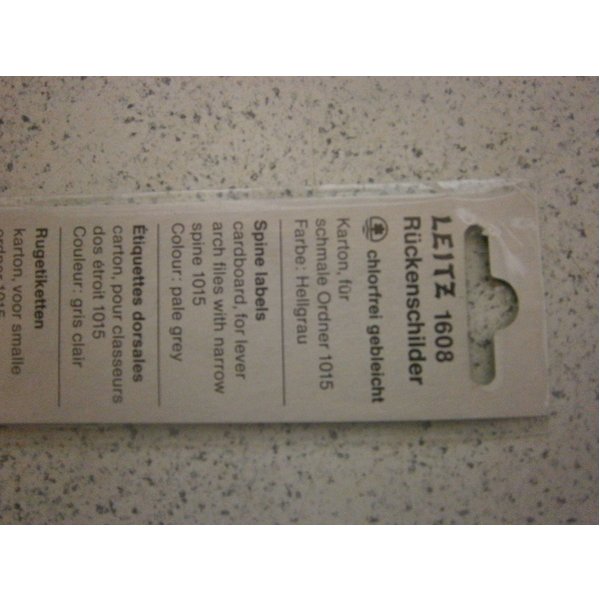 LEITZ 1608
Rückenschilder
chlorfrei gebleicht
Karton, für
schmale Ordner 1015
Farbe: Hellgrau
Spine labels
cardboard, for lever
arch files with narrow
spine 1015
Colour: pale grey
Étiquettes dorsales
carton, pour classeurs
dos étroit 1015
Couleur: gris clair
Rugetiketten
karton, voor smalle
ordner 1015